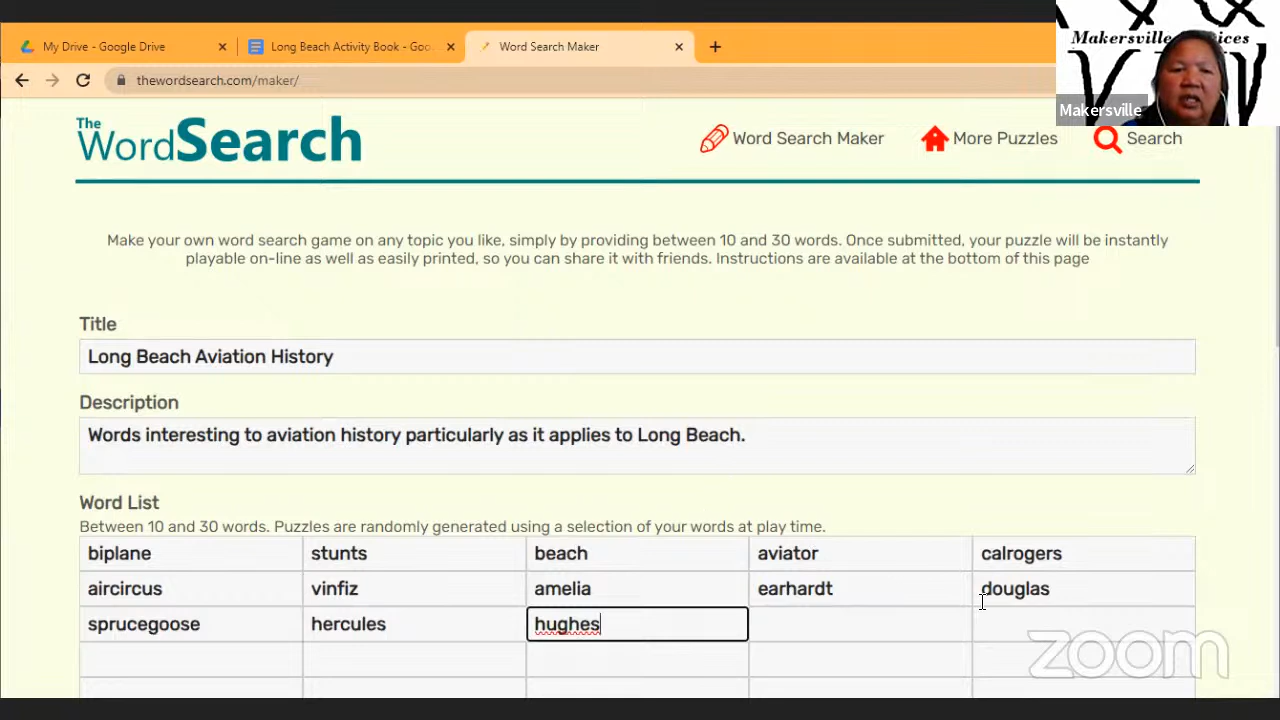 My Drive - Google Drive
Long Beach Activity Book - Goo
Word Search Maker
thewordsearch.com/maker/
Makersville
The
WordSearch
Word Search Maker
More Puzzles
Search
Make your own word search game on any topic you like, simply by providing between 10 and 30 words. Once submitted, your puzzle will be instantly
playable on-line as well as easily printed, so you can share it with friends. Instructions are available at the bottom of this page
Title
Long Beach Aviation History
Description
Words interesting to aviation history particularly as it applies to Long Beach.
Word List
Between 10 and 30 words. Puzzles are randomly generated using a selection of your words at play time.
biplane stunts beach aviator calrogers
aircircus vinfiz amelia earhardt douglas
sprucegoose hercules hughes
zoom